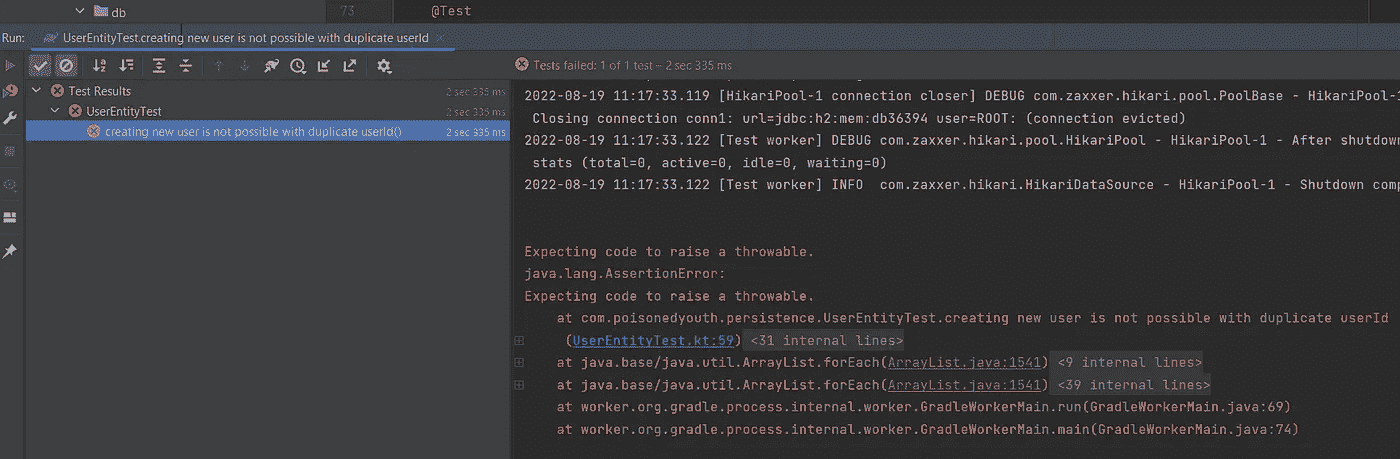 db
73 @Test
Run: UserEntityTest.creating new user is not possible with duplicate userId
Tests failed: 1 of 1 test – 2 sec 335 ms
Test Results 2 sec 335 ms
UserEntityTest 2 sec 335 ms
creating new user is not possible with duplicate userId() 2 sec 335 ms
2022-08-19 11:17:33.119 [HikariPool-1 connection closer] DEBUG com.zaxxer.hikari.pool.PoolBase - HikariPool-1
Closing connection conn1: url=jdbc:h2:mem:db36394 user=ROOT: (connection evicted)
2022-08-19 11:17:33.122 [Test worker] DEBUG com.zaxxer.hikari.pool.HikariPool - HikariPool-1 - After shutdown
stats (total=0, active=0, idle=0, waiting=0)
2022-08-19 11:17:33.122 [Test worker] INFO  com.zaxxer.hikari.HikariDataSource - HikariPool-1 - Shutdown comp
Expecting code to raise a throwable.
java.lang.AssertionError:
Expecting code to raise a throwable.
at com.poisonedyouth.persistence.UserEntityTest.creating new user is not possible with duplicate userId
(UserEntityTest.kt:59) <31 internal lines>
at java.base/java.util.ArrayList.forEach(ArrayList.java:1541) <9 internal lines>
at java.base/java.util.ArrayList.forEach(ArrayList.java:1541) <39 internal lines>
at worker.org.gradle.process.internal.worker.GradleWorkerMain.run(GradleWorkerMain.java:69)
at worker.org.gradle.process.internal.worker.GradleWorkerMain.main(GradleWorkerMain.java:74)